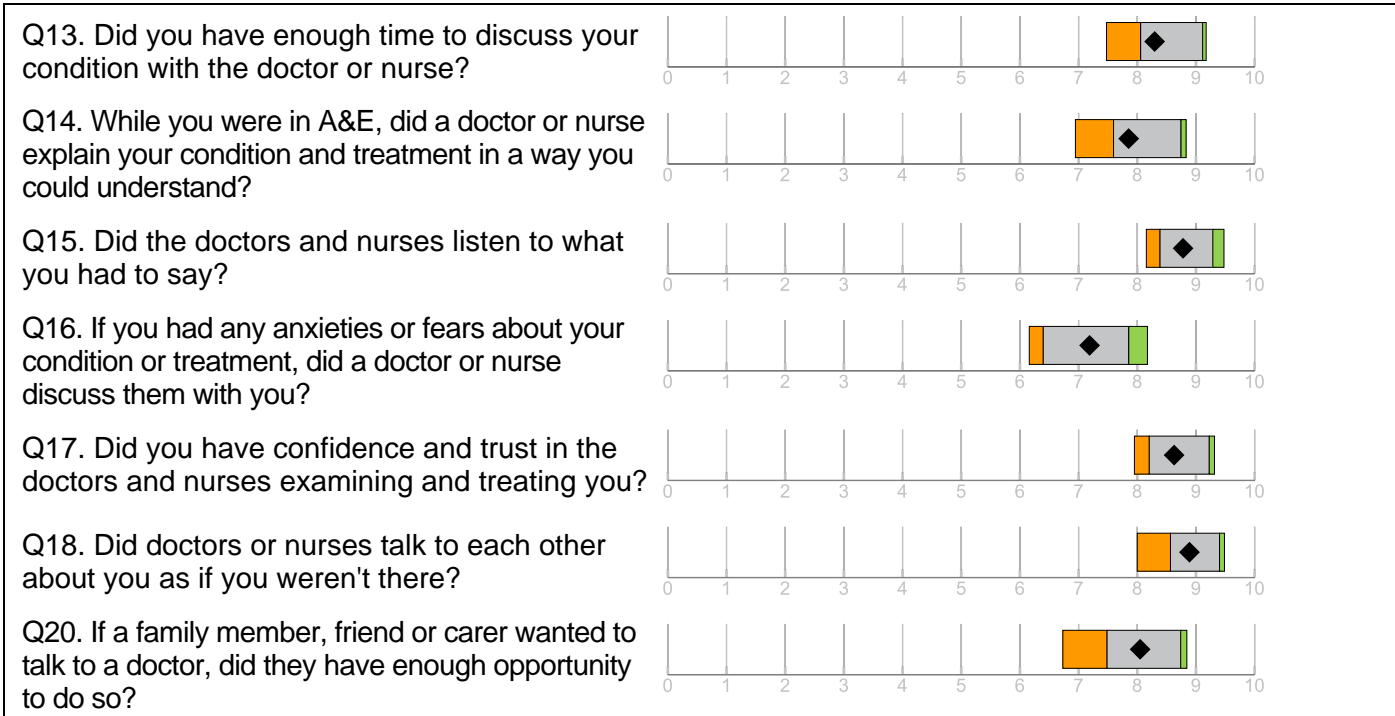 Q13. Did you have enough time to discuss your
condition with the doctor or nurse?
0 1 2 3 4 5 6 7 8 9 10
Q14. While you were in A&E, did a doctor or nurse
explain your condition and treatment in a way you
could understand?
0 1 2 3 4 5 6 7 8 9 10
Q15. Did the doctors and nurses listen to what
you had to say?
0 1 2 3 4 5 6 7 8 9 10
Q16. If you had any anxieties or fears about your
condition or treatment, did a doctor or nurse
discuss them with you?
0 1 2 3 4 5 6 7 8 9 10
Q17. Did you have confidence and trust in the
doctors and nurses examining and treating you?
0 1 2 3 4 5 6 7 8 9 10
Q18. Did doctors or nurses talk to each other
about you as if you weren't there?
0 1 2 3 4 5 6 7 8 9 10
Q20. If a family member, friend or carer wanted to
talk to a doctor, did they have enough opportunity
to do so?
0 1 2 3 4 5 6 7 8 9 10